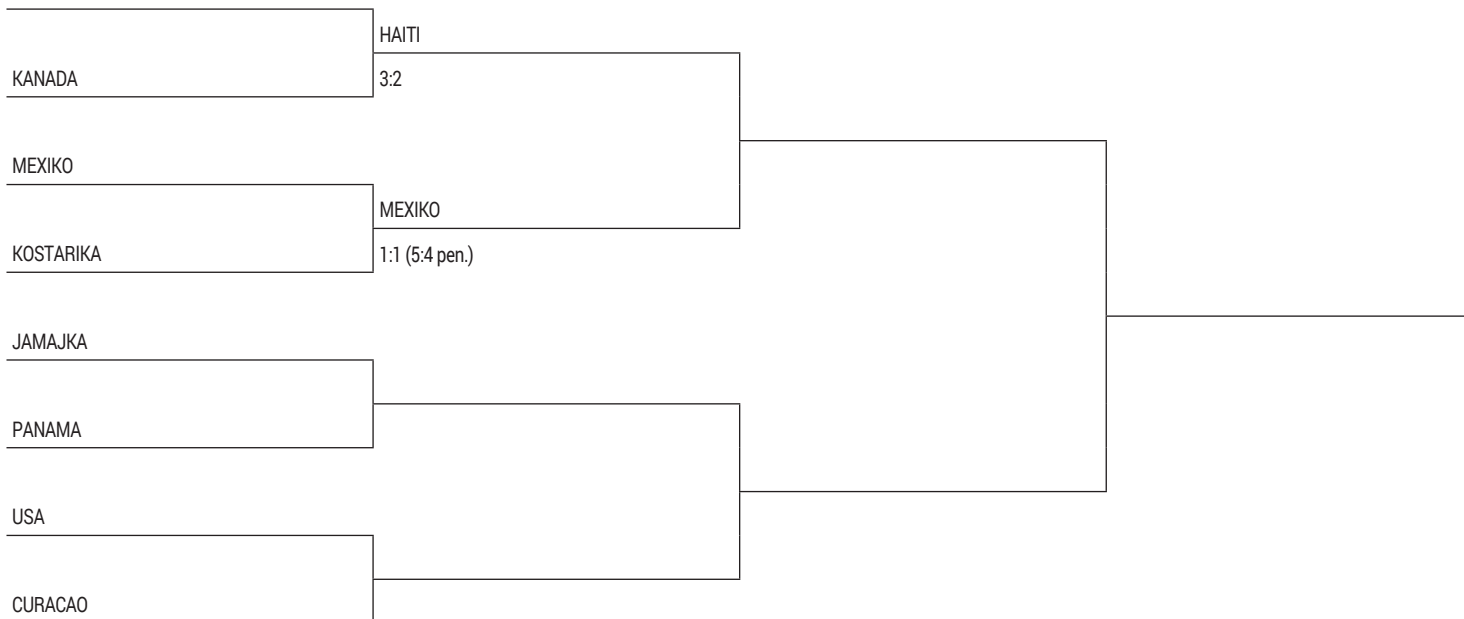 HAITI
KANADA
3:2
MEXIKO
MEXIKO
KOSTARIKA
1:1 (5:4 pen.)
JAMAJKA
PANAMA
USA
CURACAO